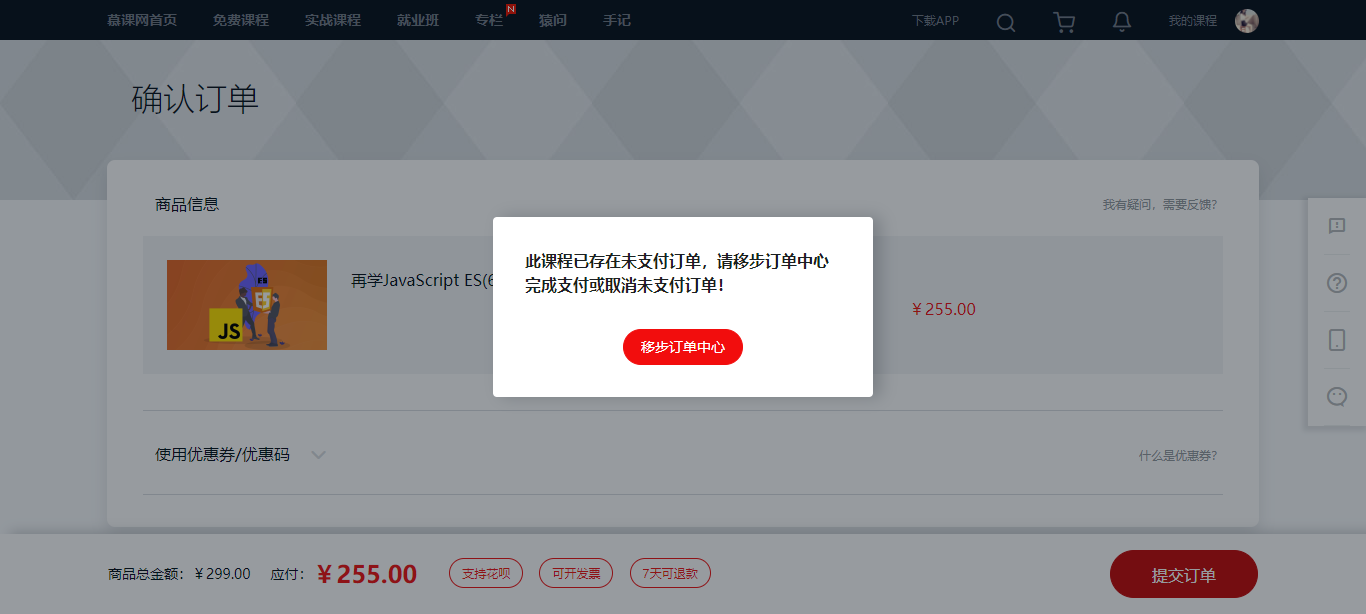 慕课网首页 免费课程 实战课程 就业班 专栏 N 猿问 手记 下载APP 我的课程
确认订单
商品信息 我有疑问，需要反馈？
此课程已存在未支付订单，请移步订单中心
完成支付或取消未支付订单！
ES
ES
JS
再学JavaScript ES(6
￥255.00
移步订单中心
使用优惠券/优惠码 什么是优惠券？
商品总金额：￥299.00 应付：￥255.00 支持花呗 可开发票 7天可退款 提交订单